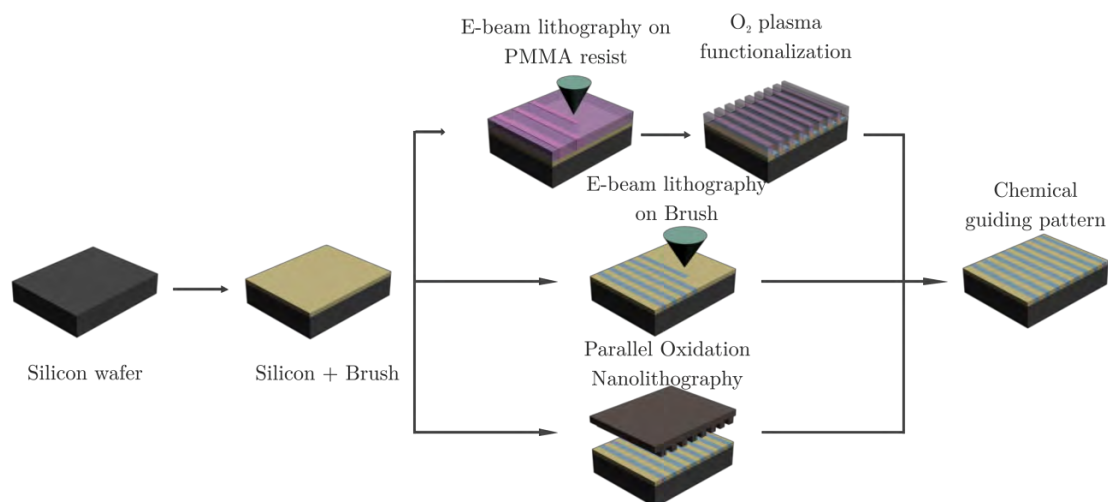 E-beam lithography on
PMMA resist
O₂ plasma
functionalization
E-beam lithography
on Brush
Chemical
guiding pattern
Silicon wafer
Silicon + Brush
Parallel Oxidation
Nanolithography